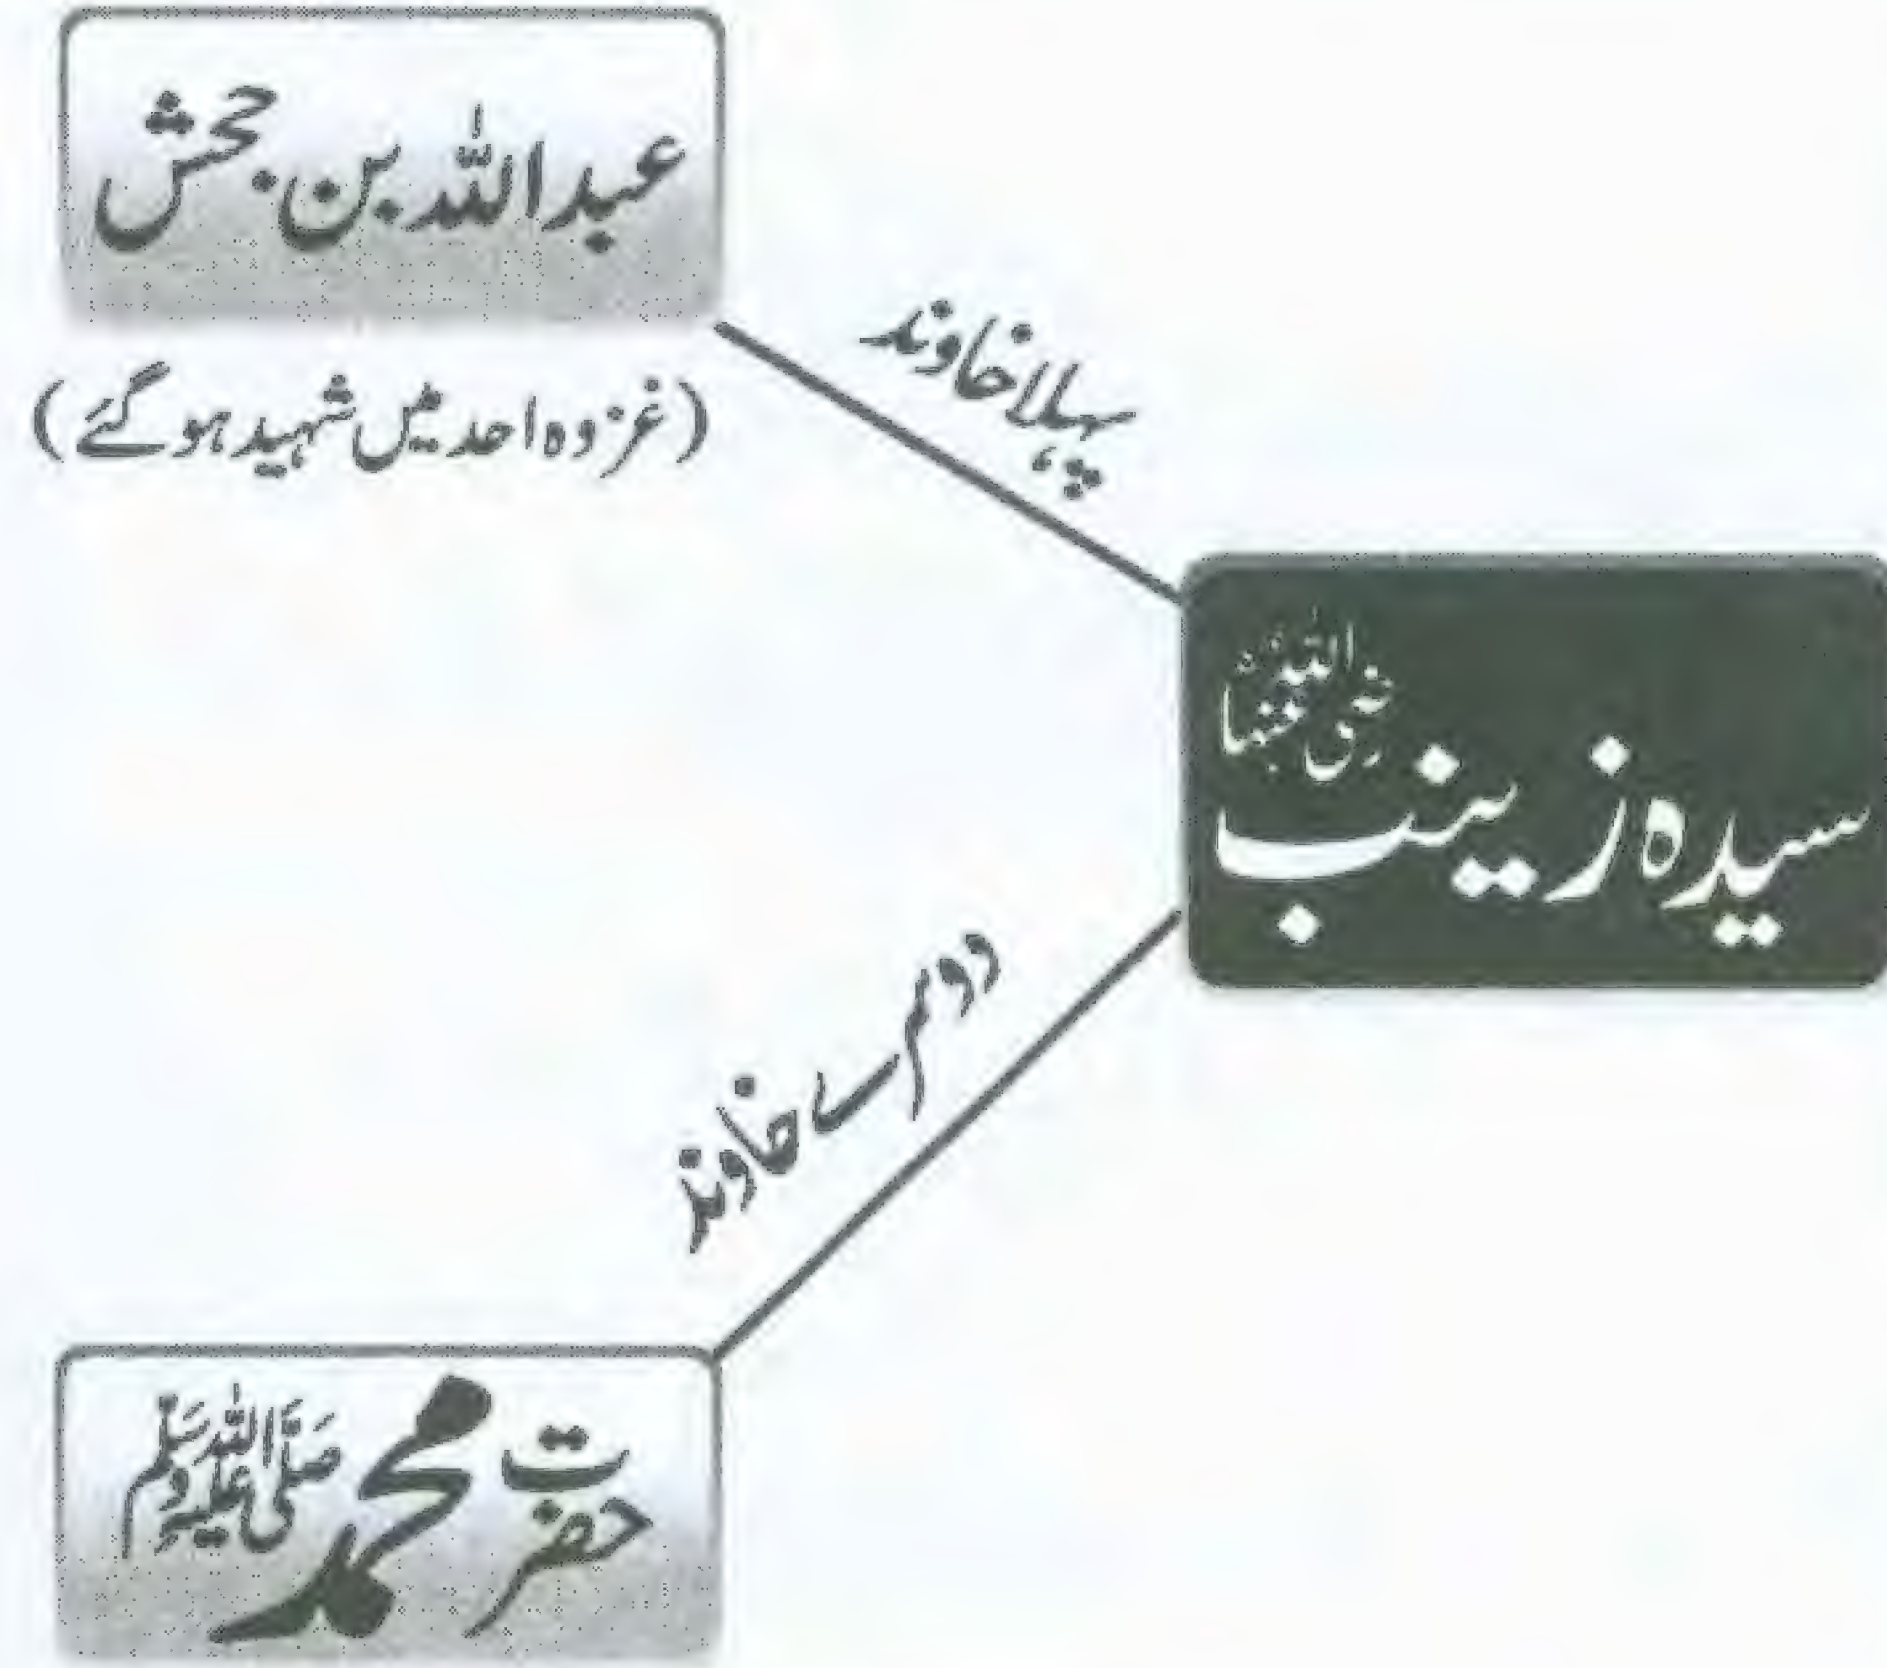 عبداللہ بن جحش
(غزوہ احد میں شہید ہو گئے)
پہلا خاوند
سیدہ زینب رضی اللہ عنہا
دوسرے خاوند
حضرت محمد صلی اللہ علیہ وسلم